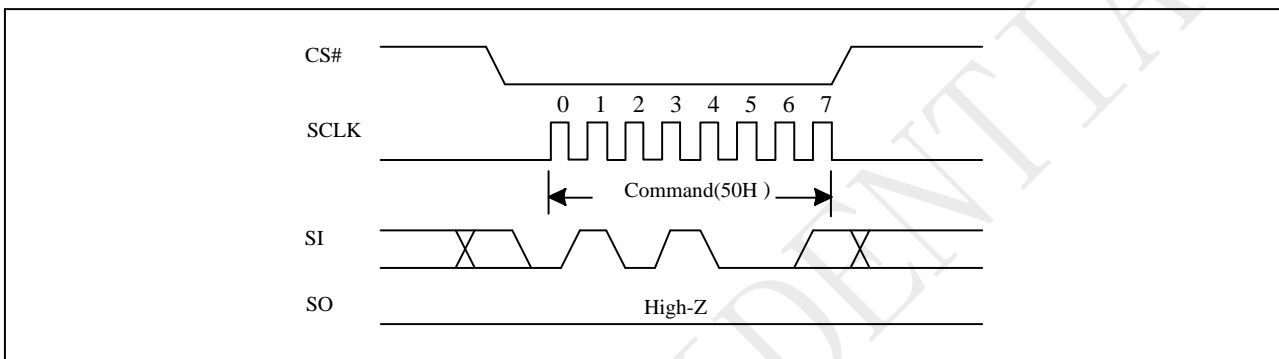 CS#
0 1 2 3 4 5 6 7
SCLK
Command(50H )
SI
SO
High-Z